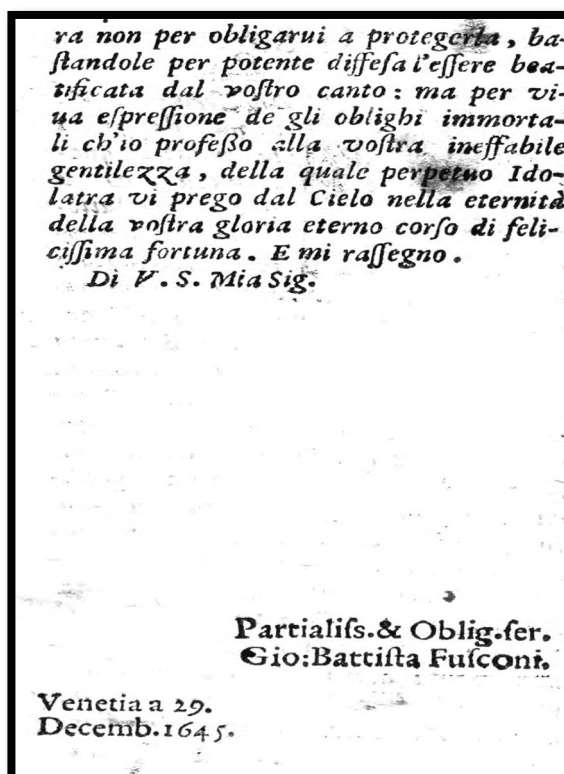 ra non per obligarui a protegerla, ba-
ſtandole per potente diffeſa l'eſſere bea-
tificata dal voſtro canto: ma per vi-
ua eſpreſſione de gli oblighi immorta-
li ch'io profeßo alla voſtra ineffabile
gentilezza, della quale perpetuo Ido-
latra vi prego dal Cielo nella eternità
della voſtra gloria eterno corſo di feli-
ciſſima fortuna. E mi raſſegno.
Di V. S. Mia Sig.
Partialiſs. & Oblig. ſer.
Gio: Battiſta Fuſconi.
Venetia a 29.
Decemb. 1645.